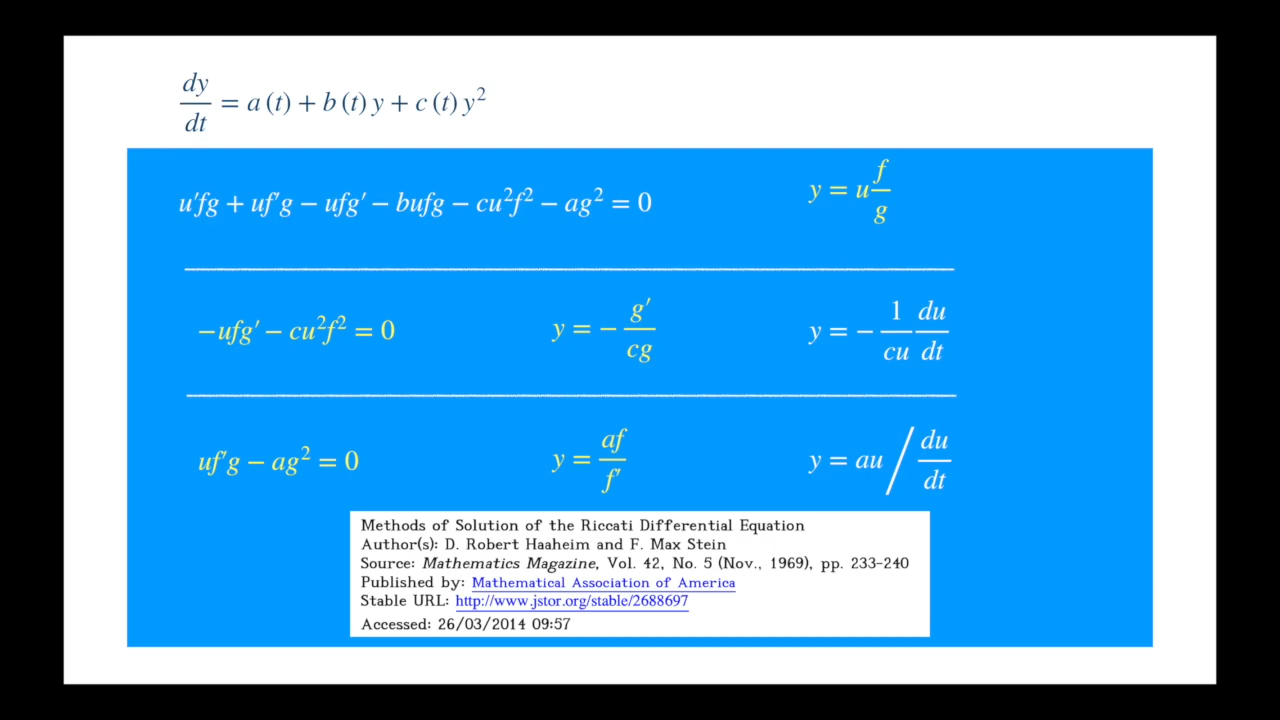 dy/dt = a (t) + b (t) y + c (t) y²
u′fg + uf′g − ufg′ − bufg − cu²f² − ag² = 0    y = u f/g
−ufg′ − cu²f² = 0    y = − g′/cg    y = − 1/cu du/dt
uf′g − ag² = 0    y = af/f′    y = au / du/dt
Methods of Solution of the Riccati Differential Equation
Author(s): D. Robert Haaheim and F. Max Stein
Source: Mathematics Magazine, Vol. 42, No. 5 (Nov., 1969), pp. 233-240
Published by: Mathematical Association of America
Stable URL: http://www.jstor.org/stable/2688697
Accessed: 26/03/2014 09:57